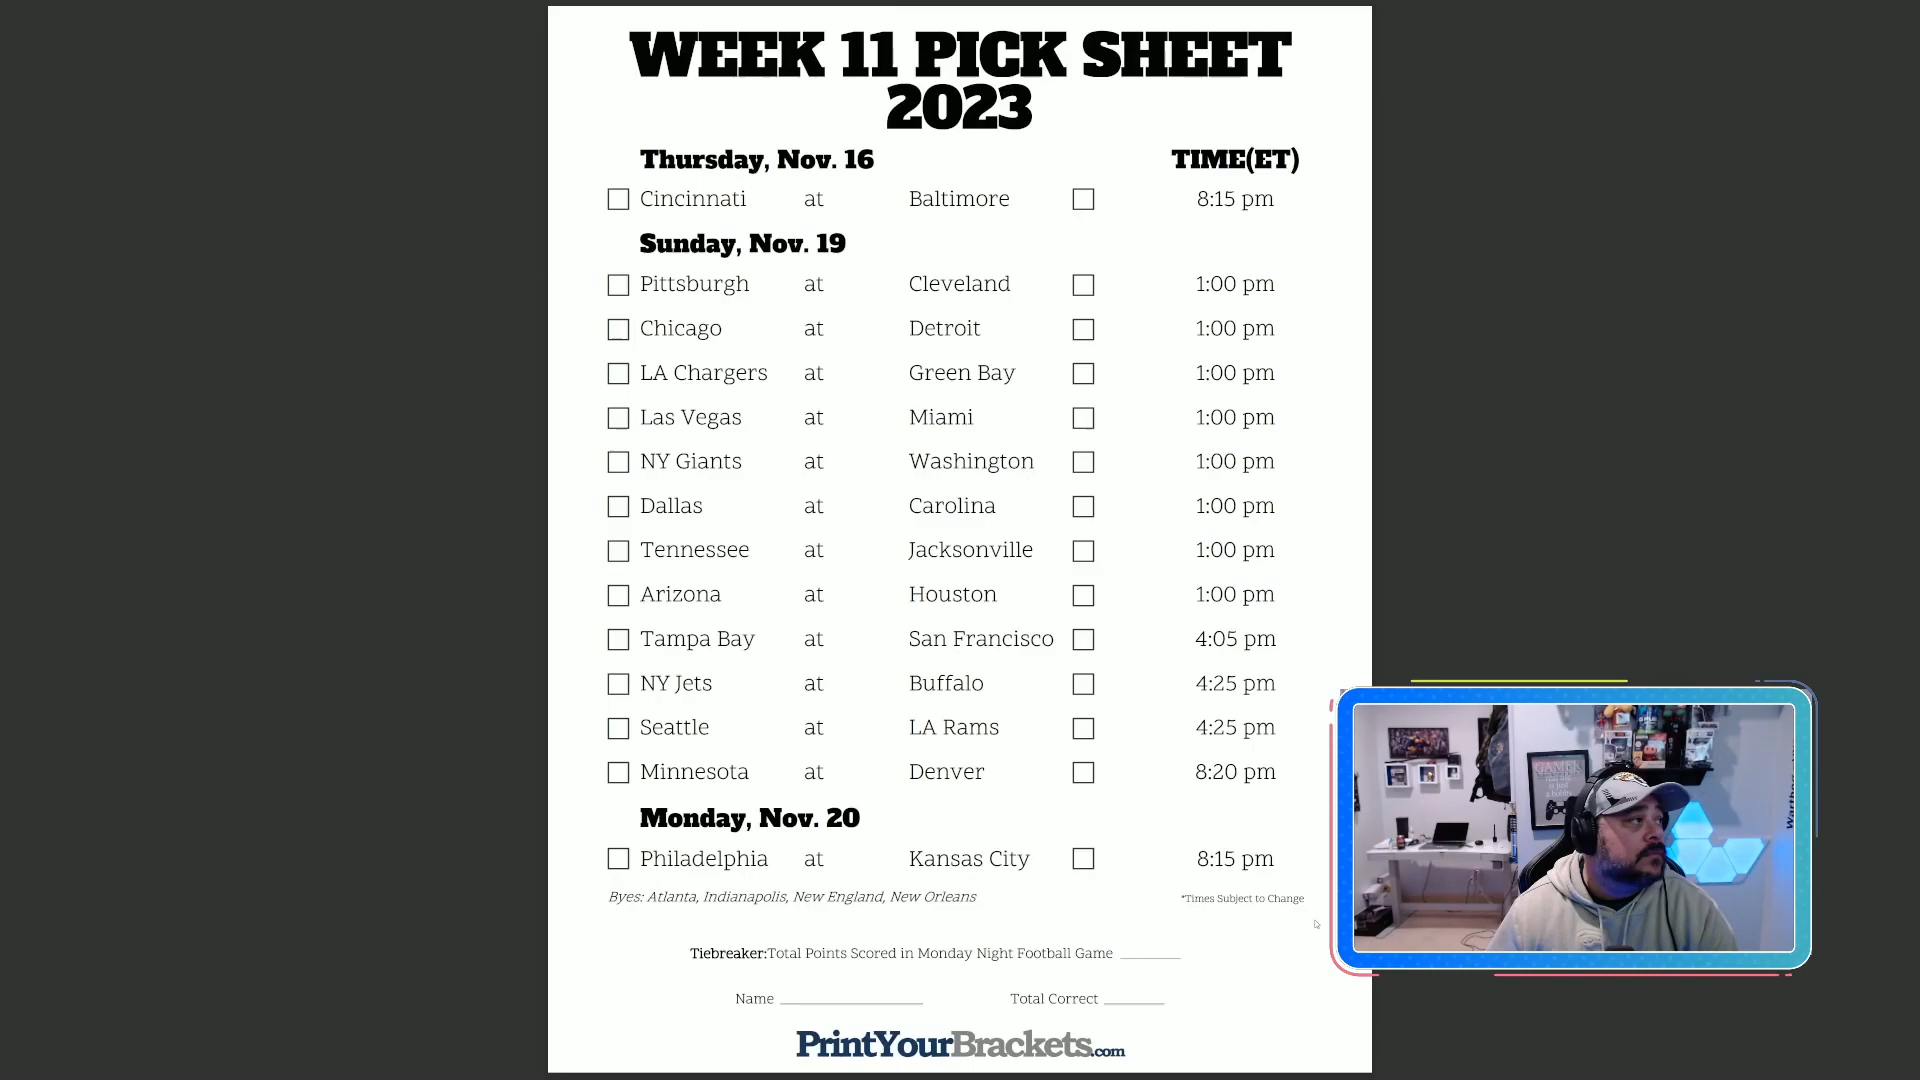 WEEK 11 PICK SHEET
2023
Thursday, Nov. 16 TIME(ET)
Cincinnati at Baltimore 8:15 pm
Sunday, Nov. 19
Pittsburgh at Cleveland 1:00 pm
Chicago at Detroit 1:00 pm
LA Chargers at Green Bay 1:00 pm
Las Vegas at Miami 1:00 pm
NY Giants at Washington 1:00 pm
Dallas at Carolina 1:00 pm
Tennessee at Jacksonville 1:00 pm
Arizona at Houston 1:00 pm
Tampa Bay at San Francisco 4:05 pm
NY Jets at Buffalo 4:25 pm
Seattle at LA Rams 4:25 pm
Minnesota at Denver 8:20 pm
Monday, Nov. 20
Philadelphia at Kansas City 8:15 pm
Byes: Atlanta, Indianapolis, New England, New Orleans
*Times Subject to Change
Tiebreaker:Total Points Scored in Monday Night Football Game
Name Total Correct
PrintYourBrackets.com
GAMER
is just
a hobby